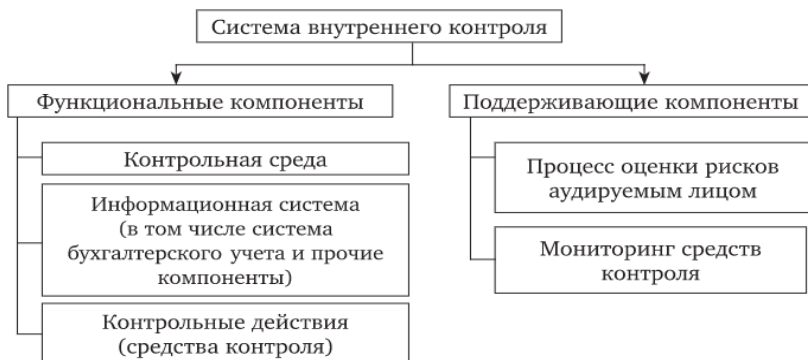 Система внутреннего контроля
Функциональные компоненты
Контрольная среда
Информационная система
(в том числе система
бухгалтерского учета и прочие
компоненты)
Контрольные действия
(средства контроля)
Поддерживающие компоненты
Процесс оценки рисков
аудируемым лицом
Мониторинг средств
контроля